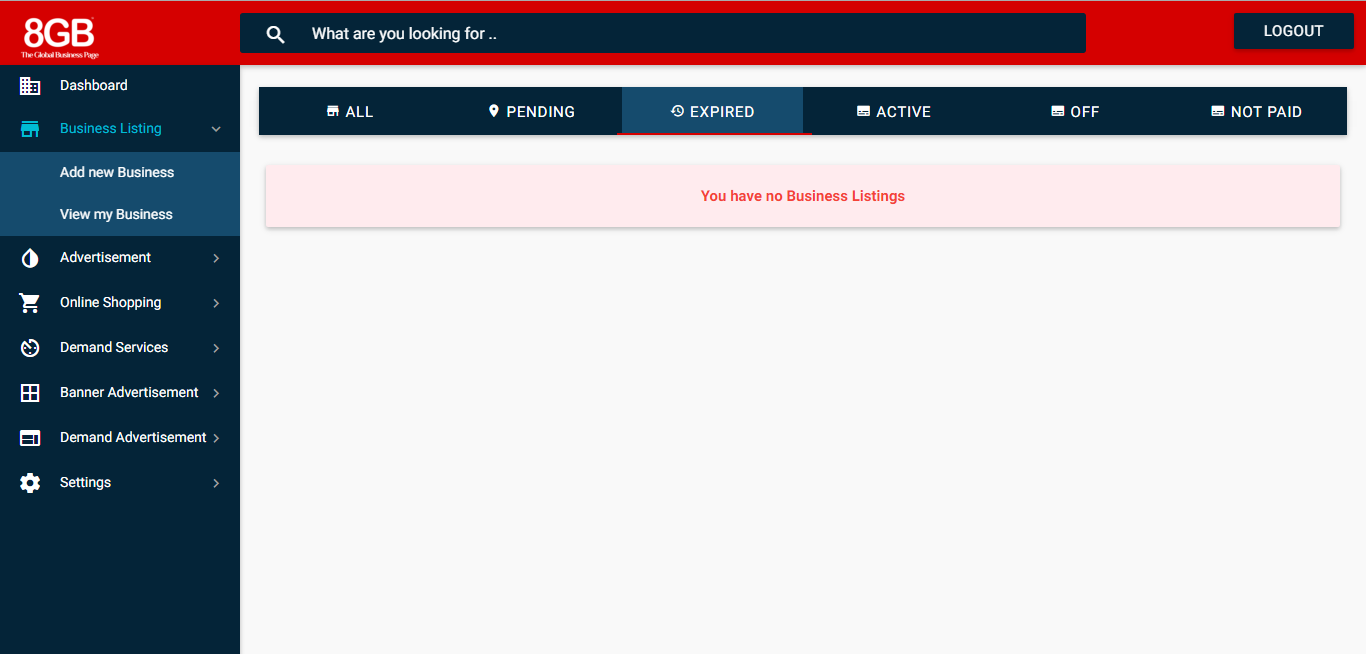 8GB
The Global Business Page
What are you looking for ..
LOGOUT
Dashboard
Business Listing
Add new Business
View my Business
Advertisement
Online Shopping
Demand Services
Banner Advertisement
Demand Advertisement
Settings
ALL
PENDING
EXPIRED
ACTIVE
OFF
NOT PAID
You have no Business Listings